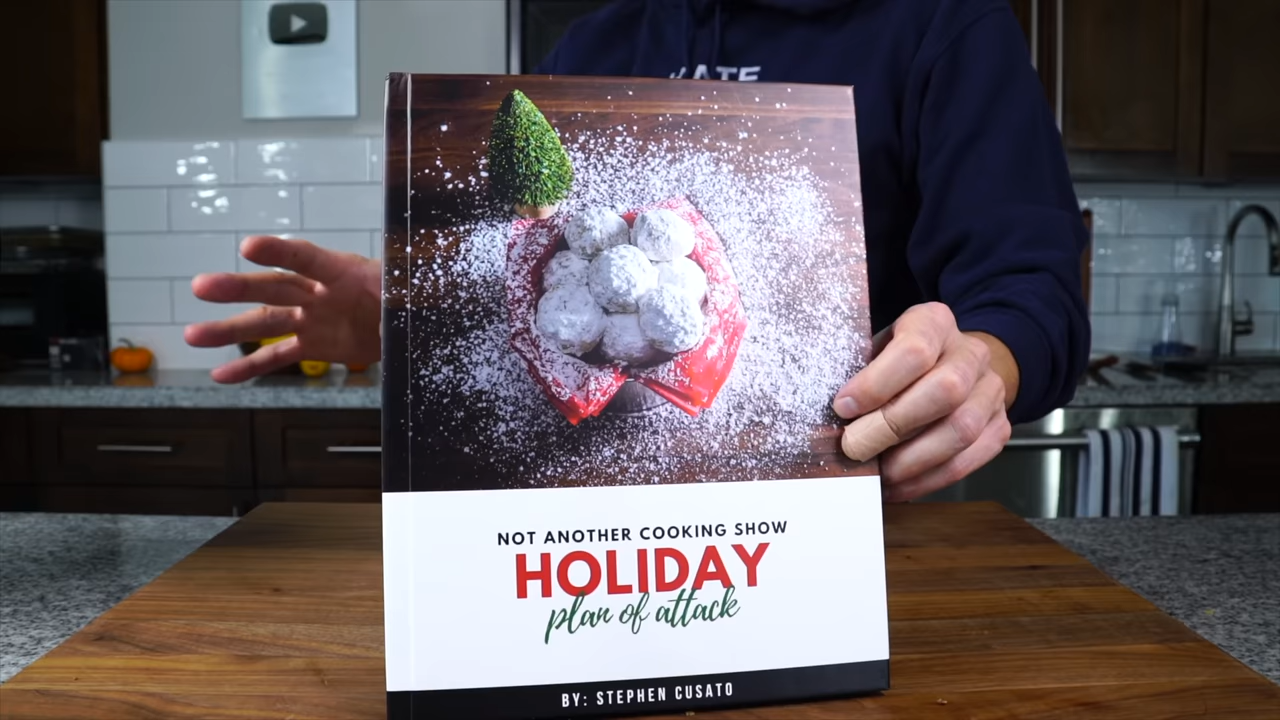 NOT ANOTHER COOKING SHOW
HOLIDAY
plan of attack
BY: STEPHEN CUSATO